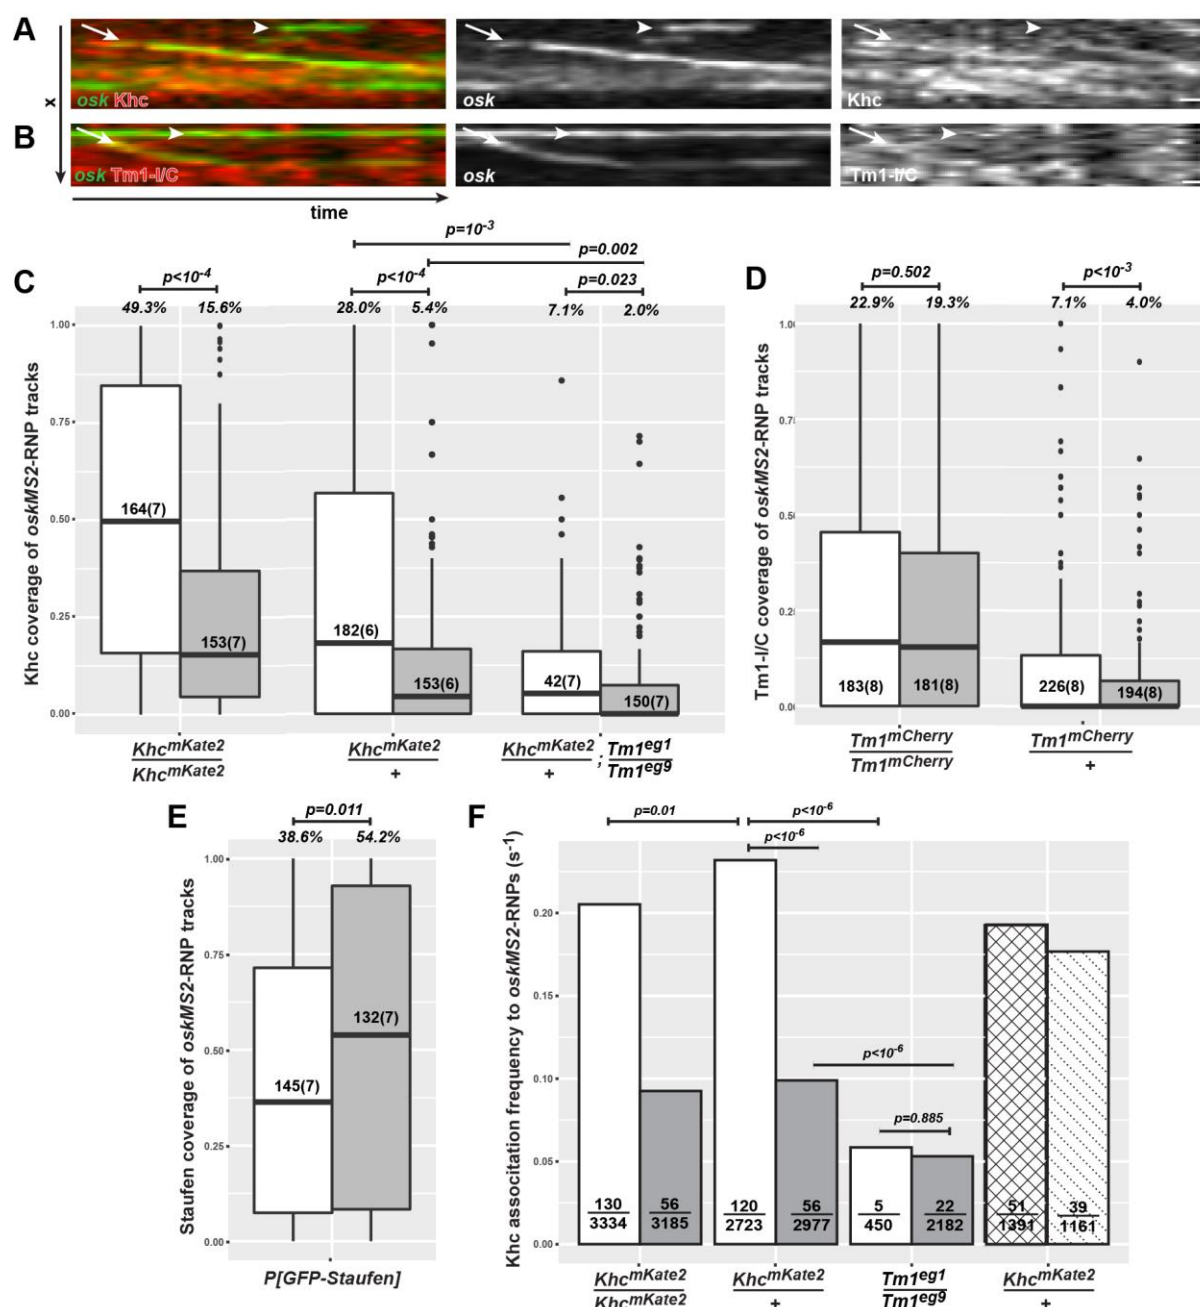 A
osk Khc
osk
Khc
x
B
osk Tm1-I/C
osk
Tm1-I/C
time
C
p<10-4
49.3% 15.6%
p=10-3
p<10-4
28.0% 5.4%
p=0.002
p=0.023
7.1% 2.0%
Khc coverage of oskMS2-RNP tracks
1.00
0.75
0.50
0.25
0.00
164(7)
153(7)
182(6)
153(6)
42(7)
150(7)
KhcmKate2
KhcmKate2
KhcmKate2
+
KhcmKate2 ; Tm1eg1
+ Tm1eg9
D
p=0.502
22.9% 19.3%
p<10-3
7.1% 4.0%
Tm1-I/C coverage of oskMS2-RNP tracks
183(8)
181(8)
226(8)
194(8)
Tm1mCherry
Tm1mCherry
Tm1mCherry
+
E
p=0.011
38.6% 54.2%
Staufen coverage of oskMS2-RNP tracks
1.00
0.75
0.50
0.25
0.00
145(7)
132(7)
P[GFP-Staufen]
F
p=0.01
p<10-6
p<10-6
p<10-6
p=0.885
Khc associtation frequency to oskMS2-RNPs (s-1)
0.20
0.15
0.10
0.05
0.00
130
3334
56
3185
120
2723
56
2977
5
450
22
2182
51
1391
39
1161
KhcmKate2
KhcmKate2
KhcmKate2
+
Tm1eg1
Tm1eg9
KhcmKate2
+